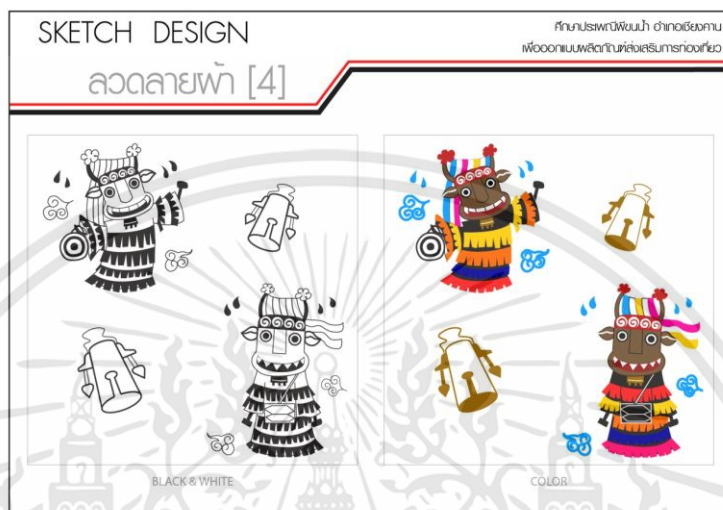 SKETCH DESIGN
ลวดลายผ้า [4]
ศึกษาประเพณีผีขนน้ำ อำเภอเชียงคาน
เพื่อออกแบบผลิตภัณฑ์ส่งเสริมการท่องเที่ยว
BLACK & WHITE
COLOR